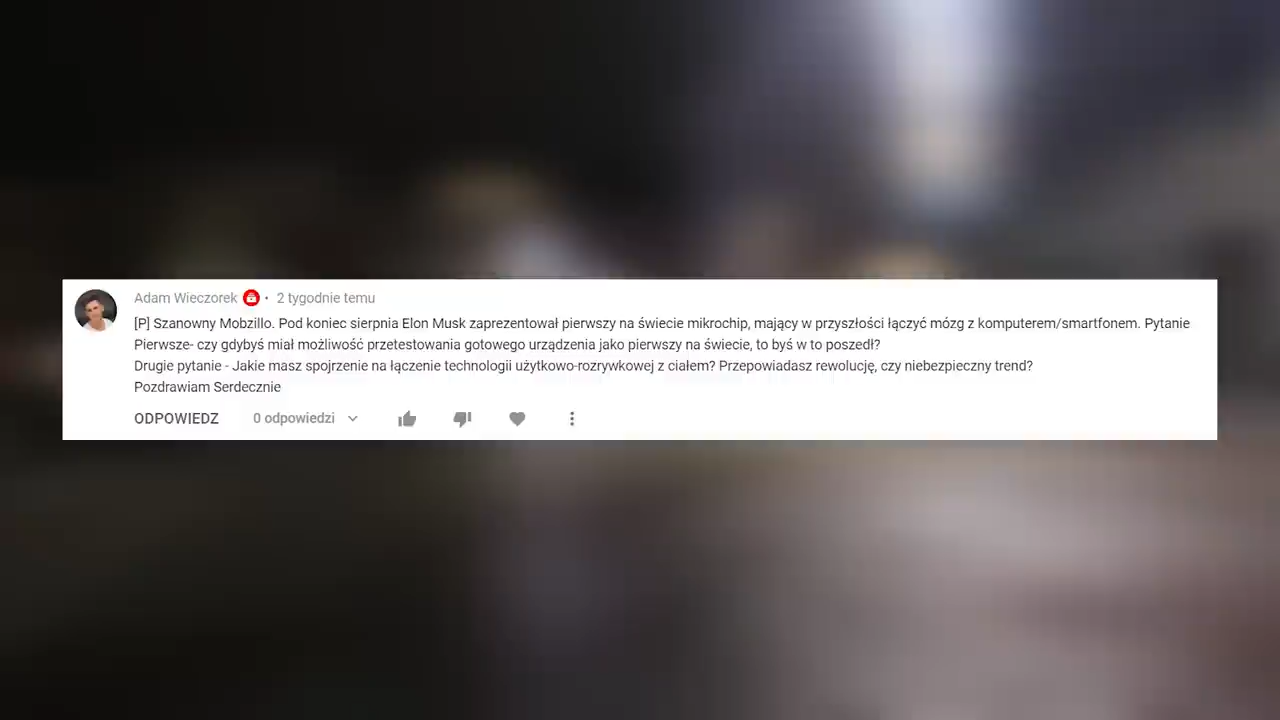 Adam Wieczorek • 2 tygodnie temu
[P] Szanowny Mobzillo. Pod koniec sierpnia Elon Musk zaprezentował pierwszy na świecie mikrochip, mający w przyszłości łączyć mózg z komputerem/smartfonem. Pytanie
Pierwsze- czy gdybyś miał możliwość przetestowania gotowego urządzenia jako pierwszy na świecie, to byś w to poszedł?
Drugie pytanie - Jakie masz spojrzenie na łączenie technologii użytkowo-rozrywkowej z ciałem? Przepowiadasz rewolucję, czy niebezpieczny trend?
Pozdrawiam Serdecznie
ODPOWIEDZ 0 odpowiedzi